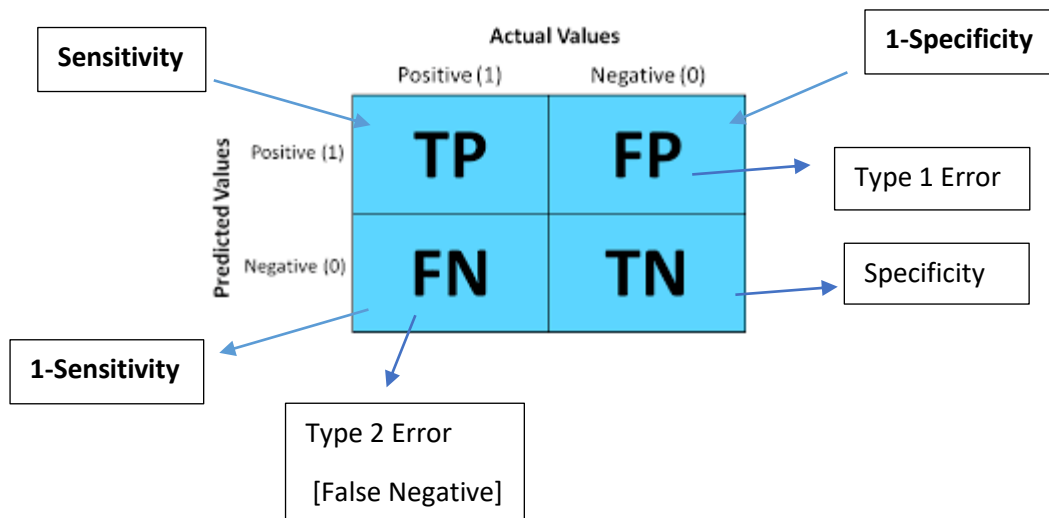 Actual Values
Sensitivity
1-Specificity
Positive (1)
Negative (0)
Predicted Values
Positive (1)
TP
FP
Type 1 Error
Negative (0)
FN
TN
Specificity
1-Sensitivity
Type 2 Error
[False Negative]